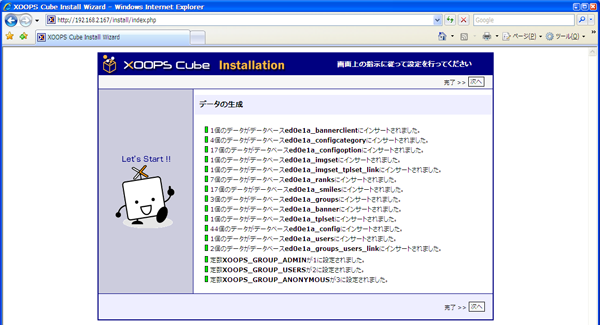 XOOPS Cube Install Wizard - Windows Internet Explorer
http://192.168.2.167/install/index.php
Google
XOOPS Cube Install Wizard
ページ(P)
ツール(O)
XOOPS Cube Installation
画面上の指示に従って設定を行ってください
完了 >> 次へ
データの生成
Let's Start !!
1個のデータがデータベースed0e1a_bannerclientにインサートされました。
4個のデータがデータベースed0e1a_configcategoryにインサートされました。
17個のデータがデータベースed0e1a_configoptionにインサートされました。
1個のデータがデータベースed0e1a_imgsetにインサートされました。
1個のデータがデータベースed0e1a_imgset_tplset_linkにインサートされました。
7個のデータがデータベースed0e1a_ranksにインサートされました。
17個のデータがデータベースed0e1a_smilesにインサートされました。
3個のデータがデータベースed0e1a_groupsにインサートされました。
1個のデータがデータベースed0e1a_bannerにインサートされました。
1個のデータがデータベースed0e1a_tplsetにインサートされました。
44個のデータがデータベースed0e1a_configにインサートされました。
1個のデータがデータベースed0e1a_usersにインサートされました。
2個のデータがデータベースed0e1a_groups_users_linkにインサートされました。
定数XOOPS_GROUP_ADMINが1に設定されました。
定数XOOPS_GROUP_USERSが2に設定されました。
定数XOOPS_GROUP_ANONYMOUSが3に設定されました。
完了 >> 次へ